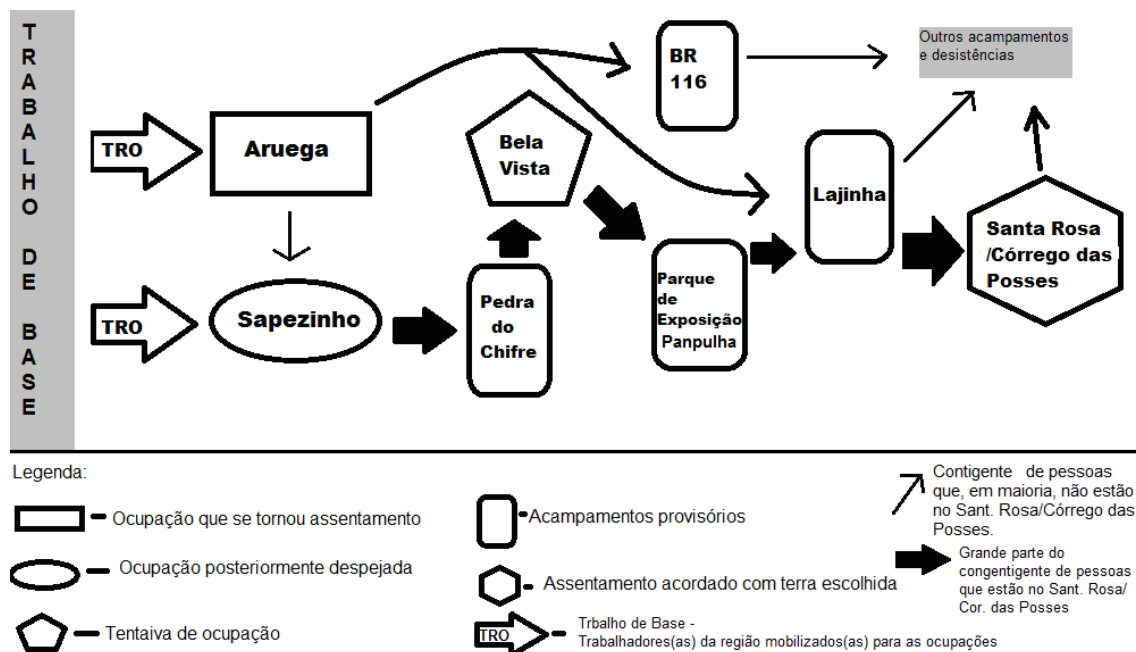 TRABALHO DE BASE
TRO
Aruega
BR
116
Outros acampamentos
e desistências
Bela
Vista
Lajinha
Santa Rosa
/Córrego das
Posses
TRO
Sapezinho
Pedra
do
Chifre
Parque
de
Exposição
Panpulha
Legenda:
Ocupação que se tornou assentamento
Ocupação posteriormente despejada
Tentaiva de ocupação
Acampamentos provisórios
Assentamento acordado com terra escolhida
TRO
Trbalho de Base -
Trabalhadores(as) da região mobilizados(as) para as ocupações
Contigente de pessoas
que, em maioria, não estão
no Sant. Rosa/Córrego das
Posses.
Grande parte do
congentigente de pessoas
que estão no Sant. Rosa/
Cor. das Posses